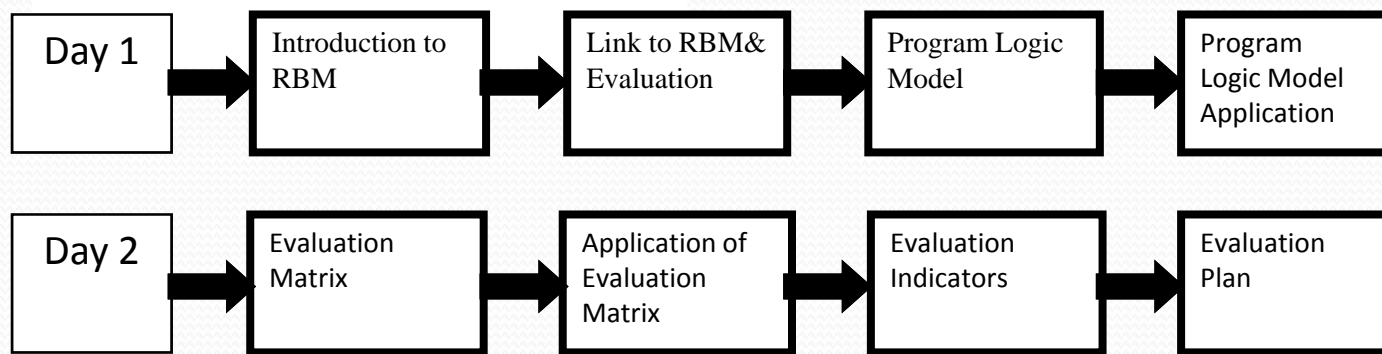 Day 1
Introduction to
RBM
Link to RBM&
Evaluation
Program Logic
Model
Program
Logic Model
Application
Day 2
Evaluation
Matrix
Application of
Evaluation
Matrix
Evaluation
Indicators
Evaluation
Plan